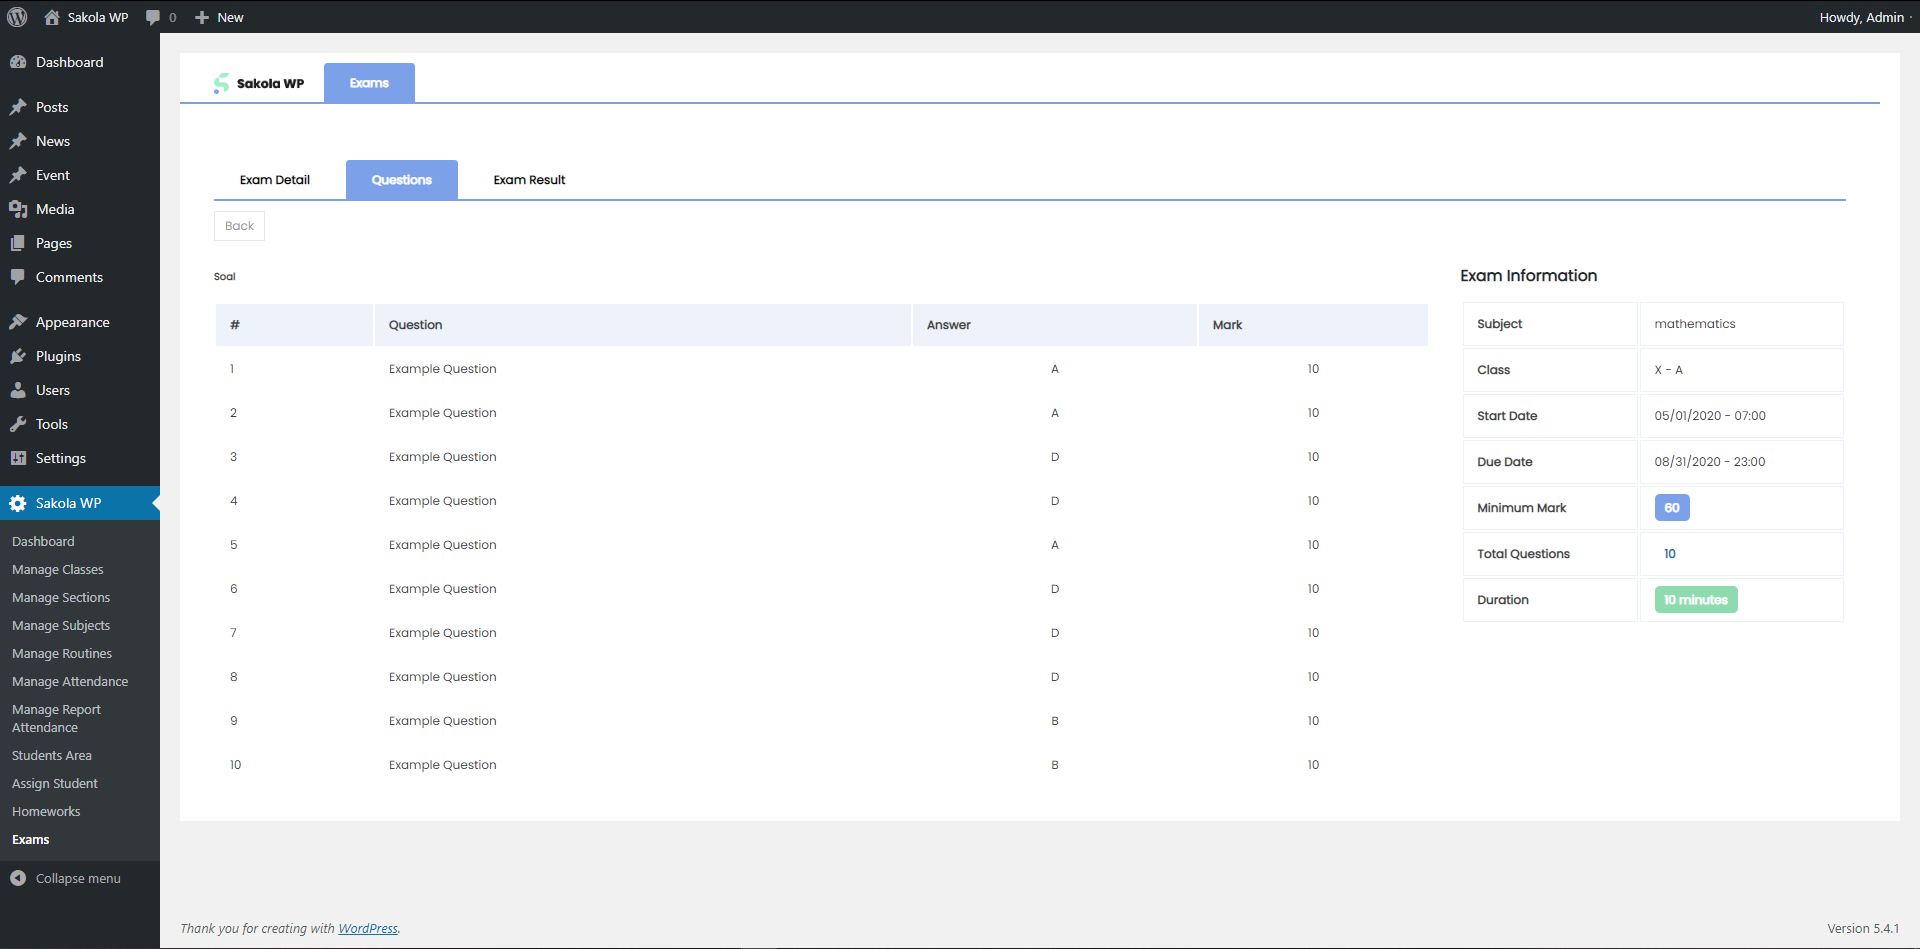 Sakola WP 0 New Howdy, Admin
Dashboard
Posts
News
Event
Media
Pages
Comments
Appearance
Plugins
Users
Tools
Settings
Sakola WP
Dashboard
Manage Classes
Manage Sections
Manage Subjects
Manage Routines
Manage Attendance
Manage Report
Attendance
Students Area
Assign Student
Homeworks
Exams
Collapse menu
Sakola WP Exams
Exam Detail Questions Exam Result
Back
Soal
# Question Answer Mark
1 Example Question A 10
2 Example Question A 10
3 Example Question D 10
4 Example Question D 10
5 Example Question A 10
6 Example Question D 10
7 Example Question D 10
8 Example Question D 10
9 Example Question B 10
10 Example Question B 10
Exam Information
Subject mathematics
Class X - A
Start Date 05/01/2020 - 07:00
Due Date 08/31/2020 - 23:00
Minimum Mark 60
Total Questions 10
Duration 10 minutes
Thank you for creating with WordPress. Version 5.4.1